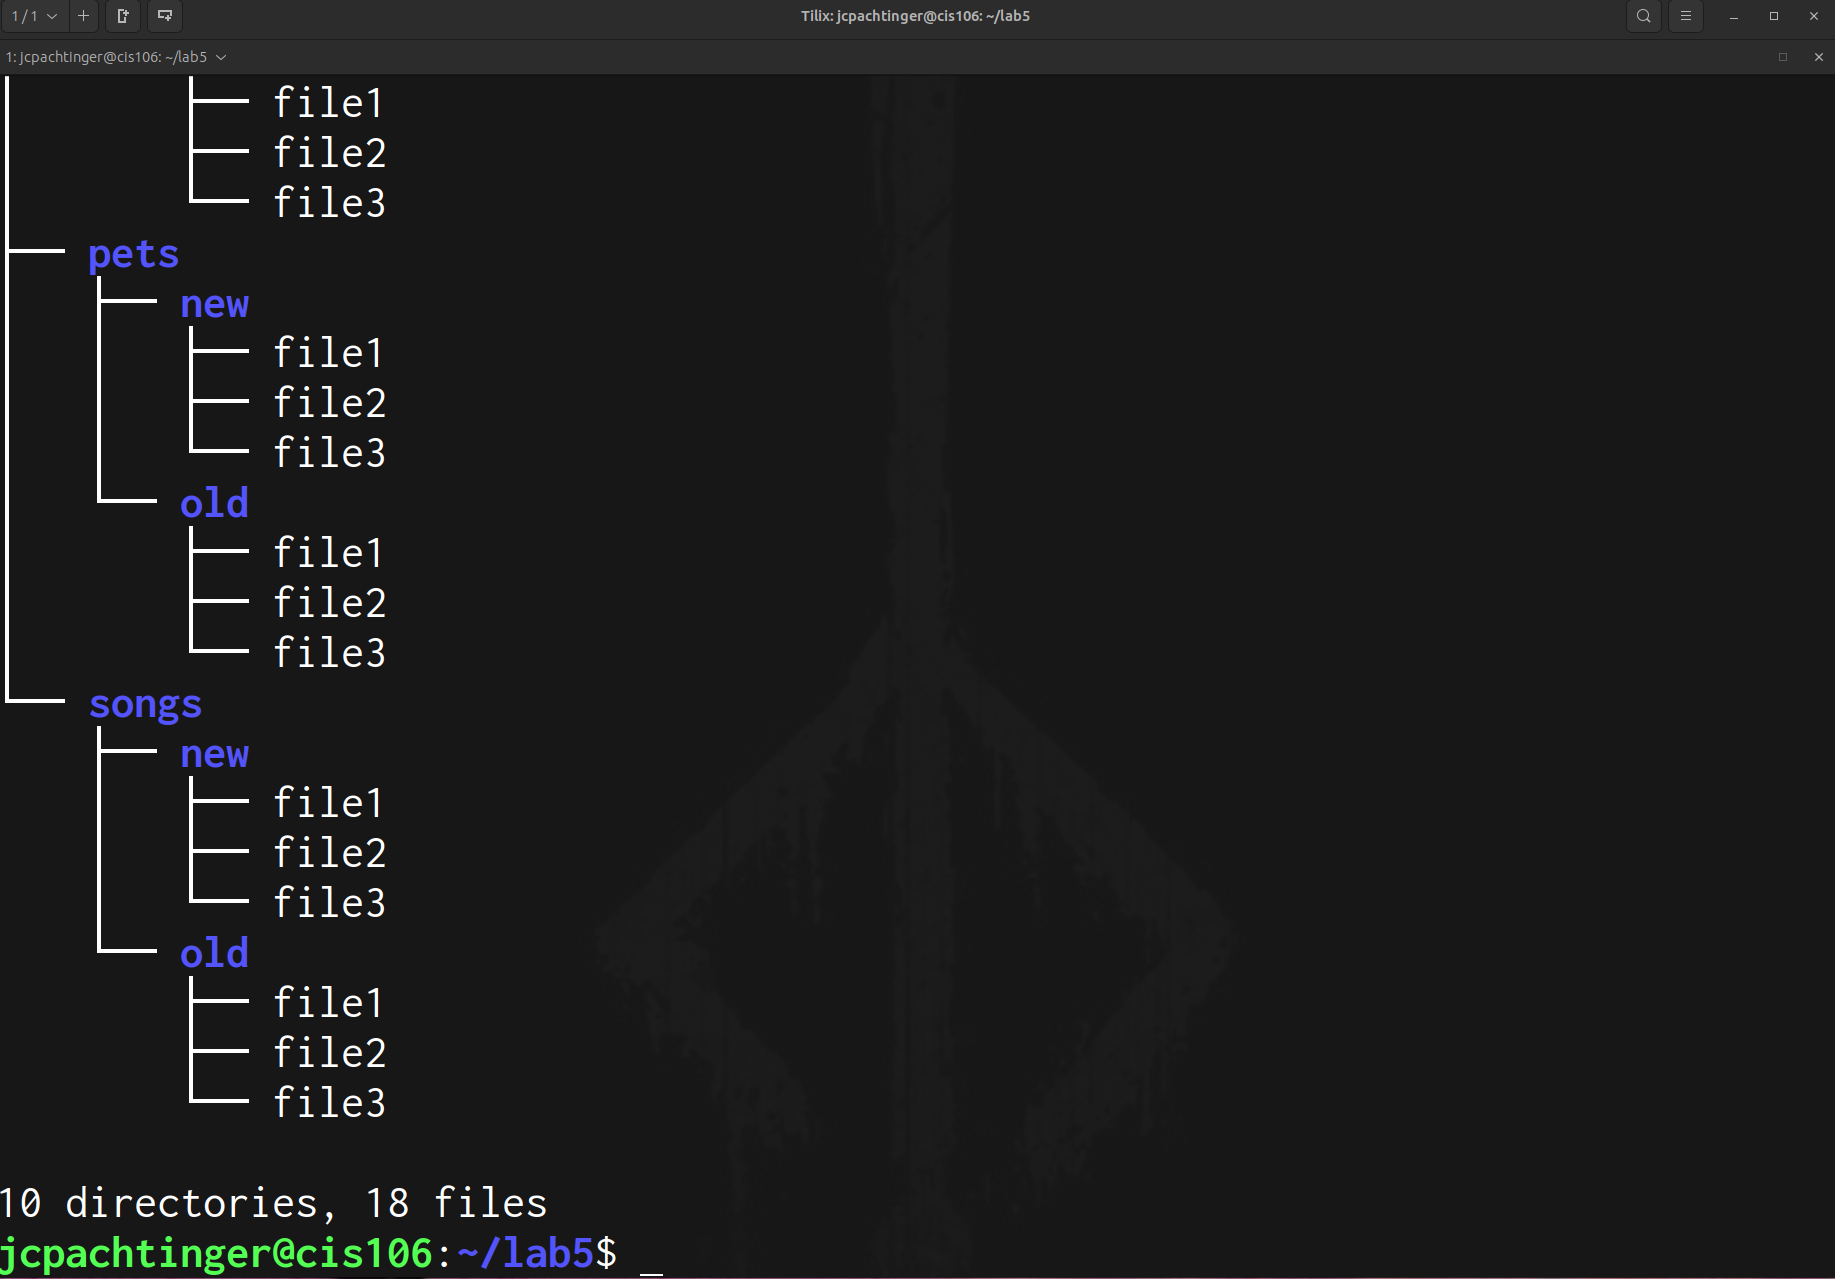 1 / 1
Tilix: jcpachtinger@cis106: ~/lab5
1: jcpachtinger@cis106: ~/lab5
├── file1
├── file2
└── file3
├── pets
├── new
├── file1
├── file2
└── file3
└── old
├── file1
├── file2
└── file3
└── songs
├── new
├── file1
├── file2
└── file3
└── old
├── file1
├── file2
└── file3
10 directories, 18 files
jcpachtinger@cis106:~/lab5$